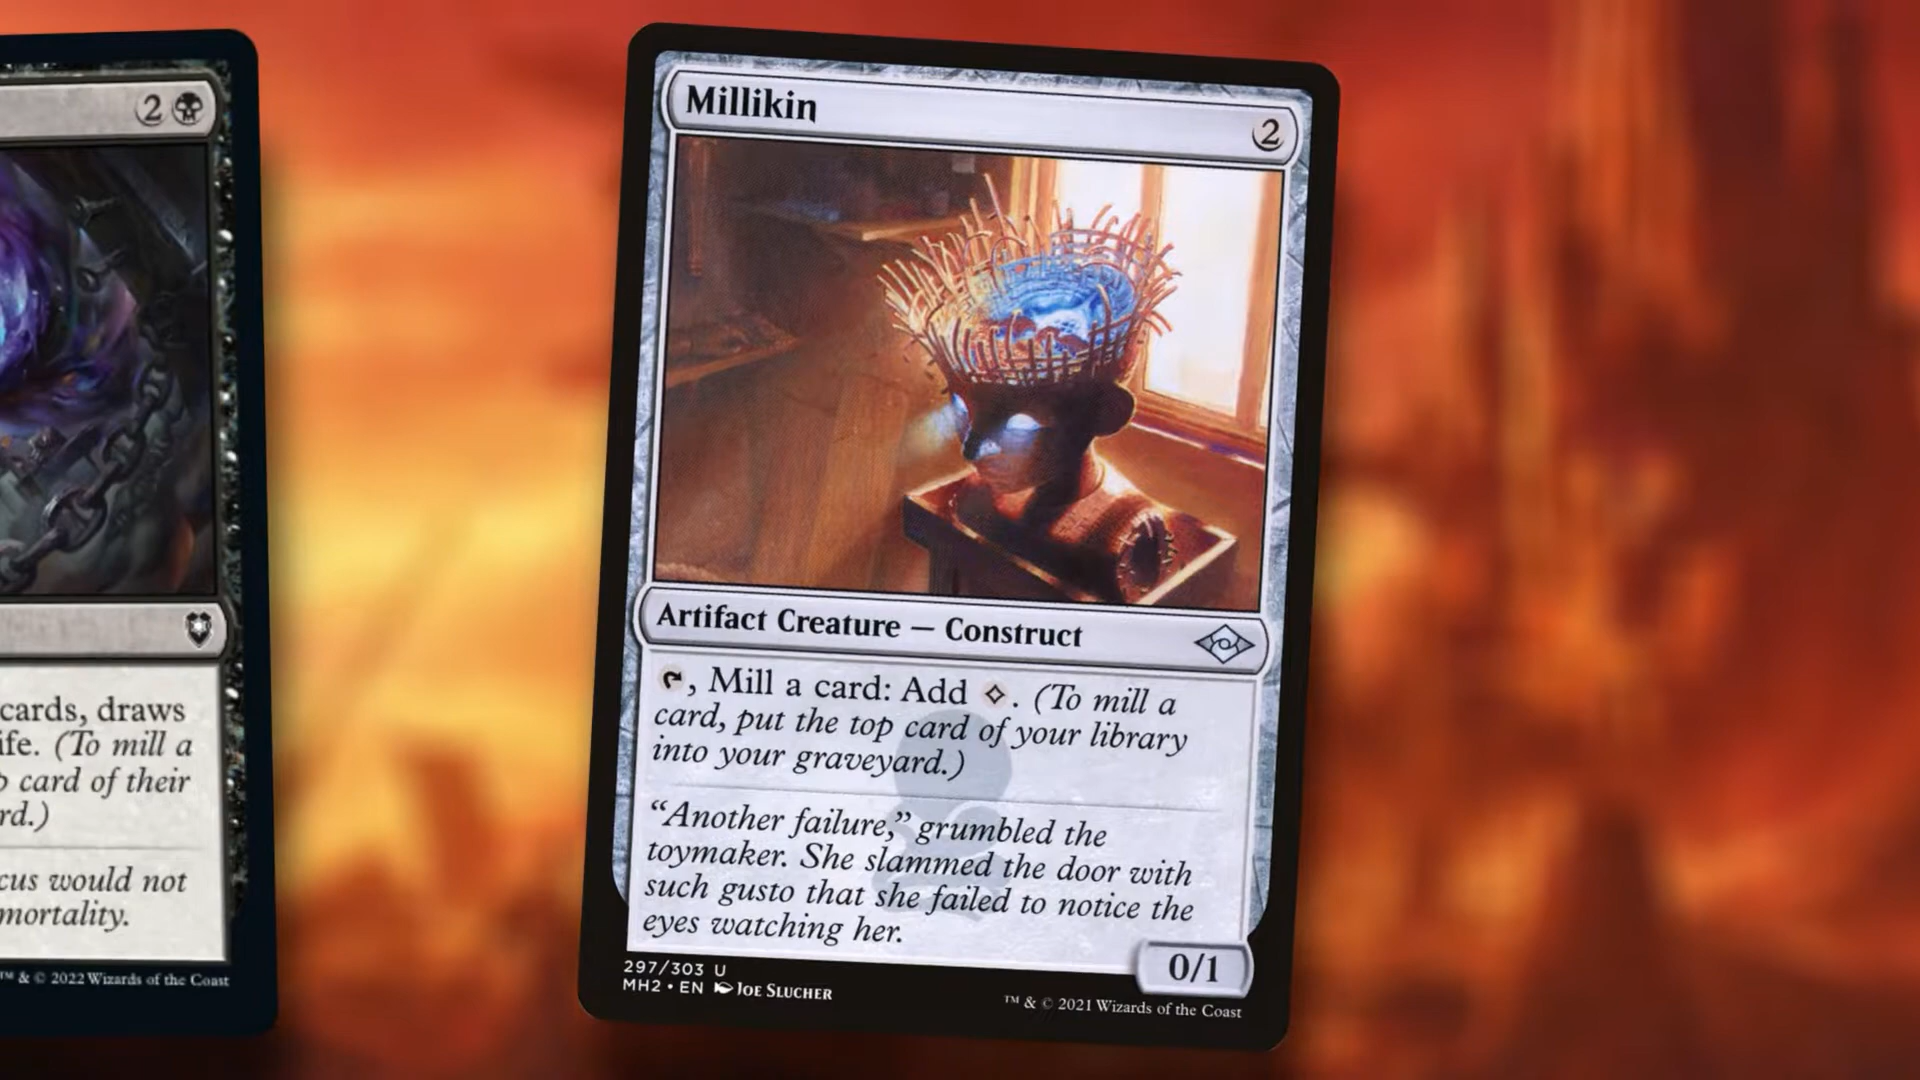 2
cards, draws
ife. (To mill a
card of their
rd.)
cus would not
mortality.
™ & © 2022 Wizards of the Coast
Millikin
2
Artifact Creature — Construct
, Mill a card: Add . (To mill a
card, put the top card of your library
into your graveyard.)
“Another failure,” grumbled the
toymaker. She slammed the door with
such gusto that she failed to notice the
eyes watching her.
0/1
297/303 U
MH2 • EN Joe Slucher
™ & © 2021 Wizards of the Coast